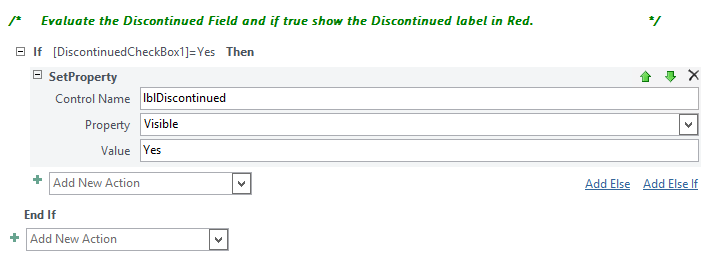 /* Evaluate the Discontinued Field and if true show the Discontinued label in Red. */
If [DiscontinuedCheckBox1]=Yes Then
SetProperty
Control Name lblDiscontinued
Property Visible
Value Yes
Add New Action Add Else Add Else If
End If
Add New Action